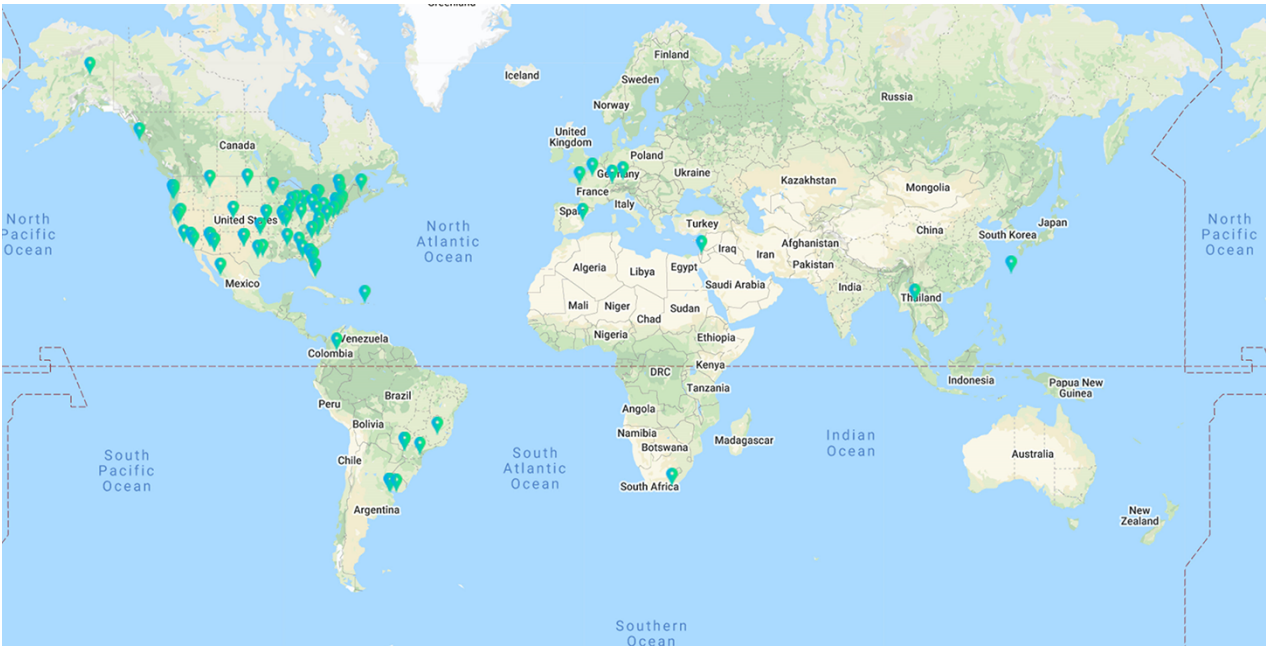 Greenland
Iceland
Finland
Sweden
Norway
Russia
United
Kingdom
Canada
Poland
Germany
Ukraine
France
Kazakhstan
Mongolia
North
Pacific
Ocean
United States
North
Atlantic
Ocean
Spain
Italy
Turkey
China
Japan
South Korea
North
Pacific
Ocean
Iraq
Iran
Afghanistan
Pakistan
Algeria
Libya
Egypt
Saudi Arabia
India
Mexico
Thailand
Mali
Niger
Chad
Sudan
Nigeria
Ethiopia
Venezuela
Colombia
DRC
Kenya
Tanzania
Indonesia
Papua New
Guinea
Peru
Brazil
Bolivia
Angola
Namibia
Botswana
Madagascar
Indian
Ocean
South
Pacific
Ocean
Chile
South
Atlantic
Ocean
Australia
South Africa
Argentina
New
Zealand
Southern
Ocean